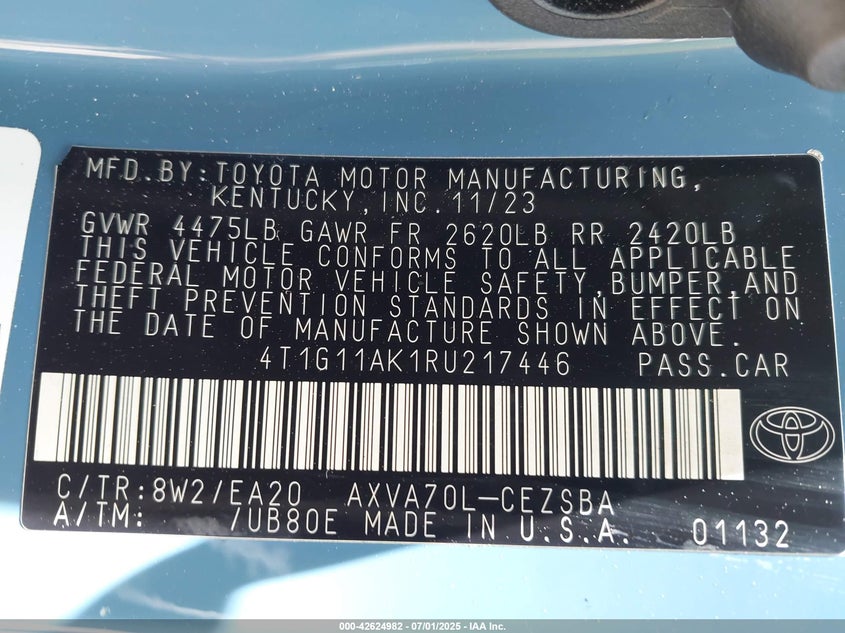 MFD.BY:TOYOTA MOTOR MANUFACTURING,
KENTUCKY,INC.11/23
GVWR 4475LB GAWR FR 2620LB RR 2420LB
THIS VEHICLE CONFORMS TO ALL APPLICABLE
FEDERAL MOTOR VEHICLE SAFETY,BUMPER,AND
THEFT PREVENTION STANDARDS IN EFFECT ON
THE DATE OF MANUFACTURE SHOWN ABOVE.
4T1G11AK1RU217446 PASS.CAR
C/TR:8W2/EA20 AXVA70L-CEZSBA
A/TM: /UB80E MADE IN U.S.A. 01132
000-42624982 - 07/01/2025 - IAA Inc.